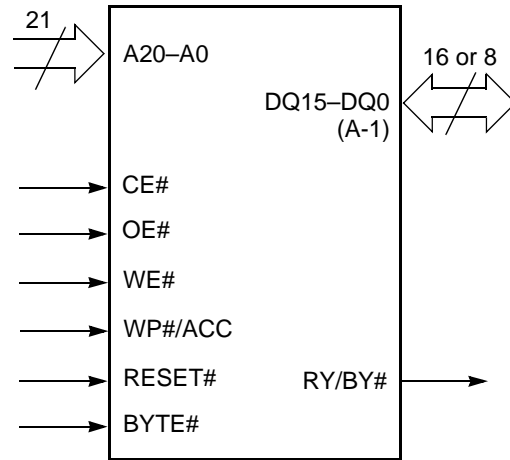 21
A20–A0
16 or 8
DQ15–DQ0
(A-1)
CE#
OE#
WE#
WP#/ACC
RESET#
RY/BY#
BYTE#